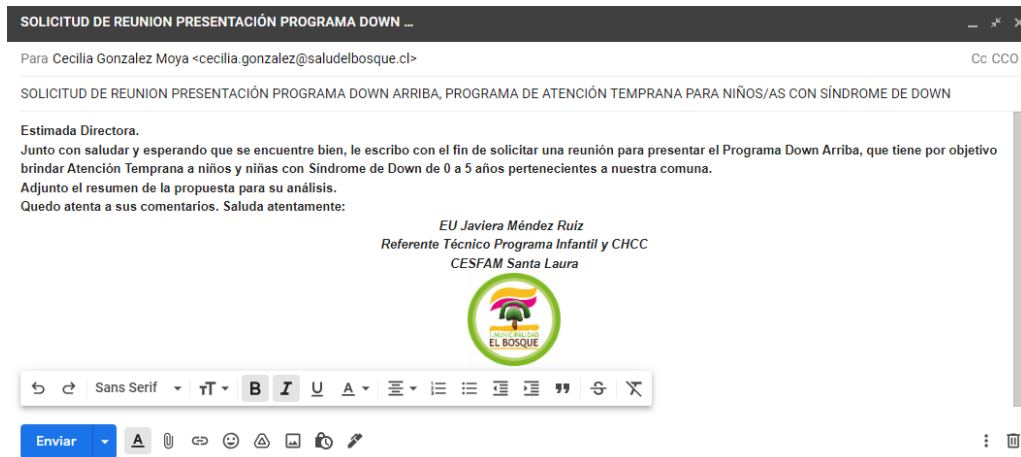 SOLICITUD DE REUNION PRESENTACIÓN PROGRAMA DOWN ...
Para Cecilia Gonzalez Moya <cecilia.gonzalez@saludelbosque.cl>
Cc CCO
SOLICITUD DE REUNION PRESENTACIÓN PROGRAMA DOWN ARRIBA, PROGRAMA DE ATENCIÓN TEMPRANA PARA NIÑOS/AS CON SÍNDROME DE DOWN
Estimada Directora.
Junto con saludar y esperando que se encuentre bien, le escribo con el fin de solicitar una reunión para presentar el Programa Down Arriba, que tiene por objetivo
brindar Atención Temprana a niños y niñas con Síndrome de Down de 0 a 5 años pertenecientes a nuestra comuna.
Adjunto el resumen de la propuesta para su análisis.
Quedo atenta a sus comentarios. Saluda atentamente:
EU Javiera Méndez Ruiz
Referente Técnico Programa Infantil y CHCC
CESFAM Santa Laura
I. MUNICIPALIDAD
EL BOSQUE
Sans Serif
Enviar